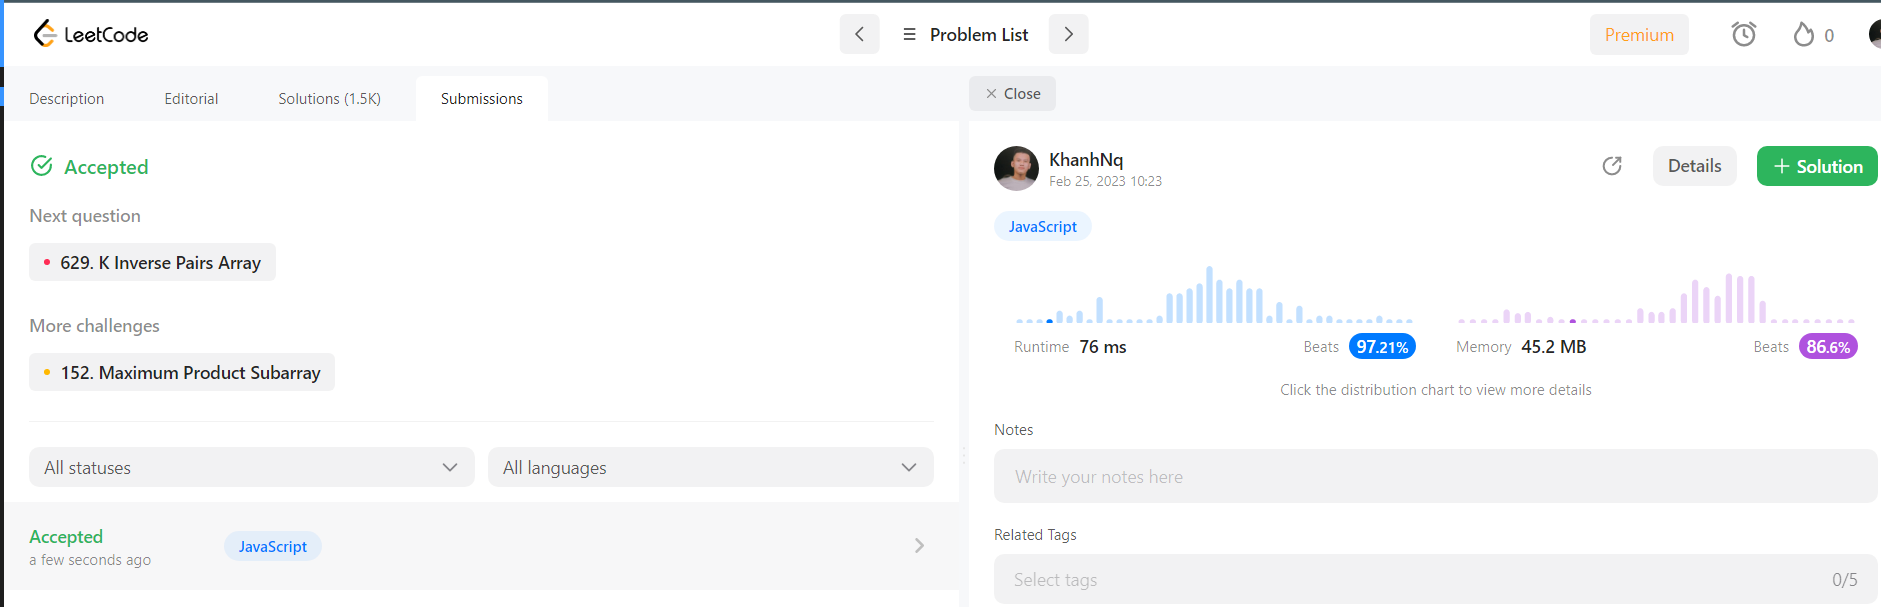 LeetCode
Problem List
Premium
0
Description
Editorial
Solutions (1.5K)
Submissions
Close
Accepted
Next question
629. K Inverse Pairs Array
More challenges
152. Maximum Product Subarray
All statuses
All languages
Accepted
a few seconds ago
JavaScript
KhanhNq
Feb 25, 2023 10:23
Details
+ Solution
JavaScript
Runtime 76 ms
Beats 97.21%
Memory 45.2 MB
Beats 86.6%
Click the distribution chart to view more details
Notes
Write your notes here
Related Tags
Select tags
0/5